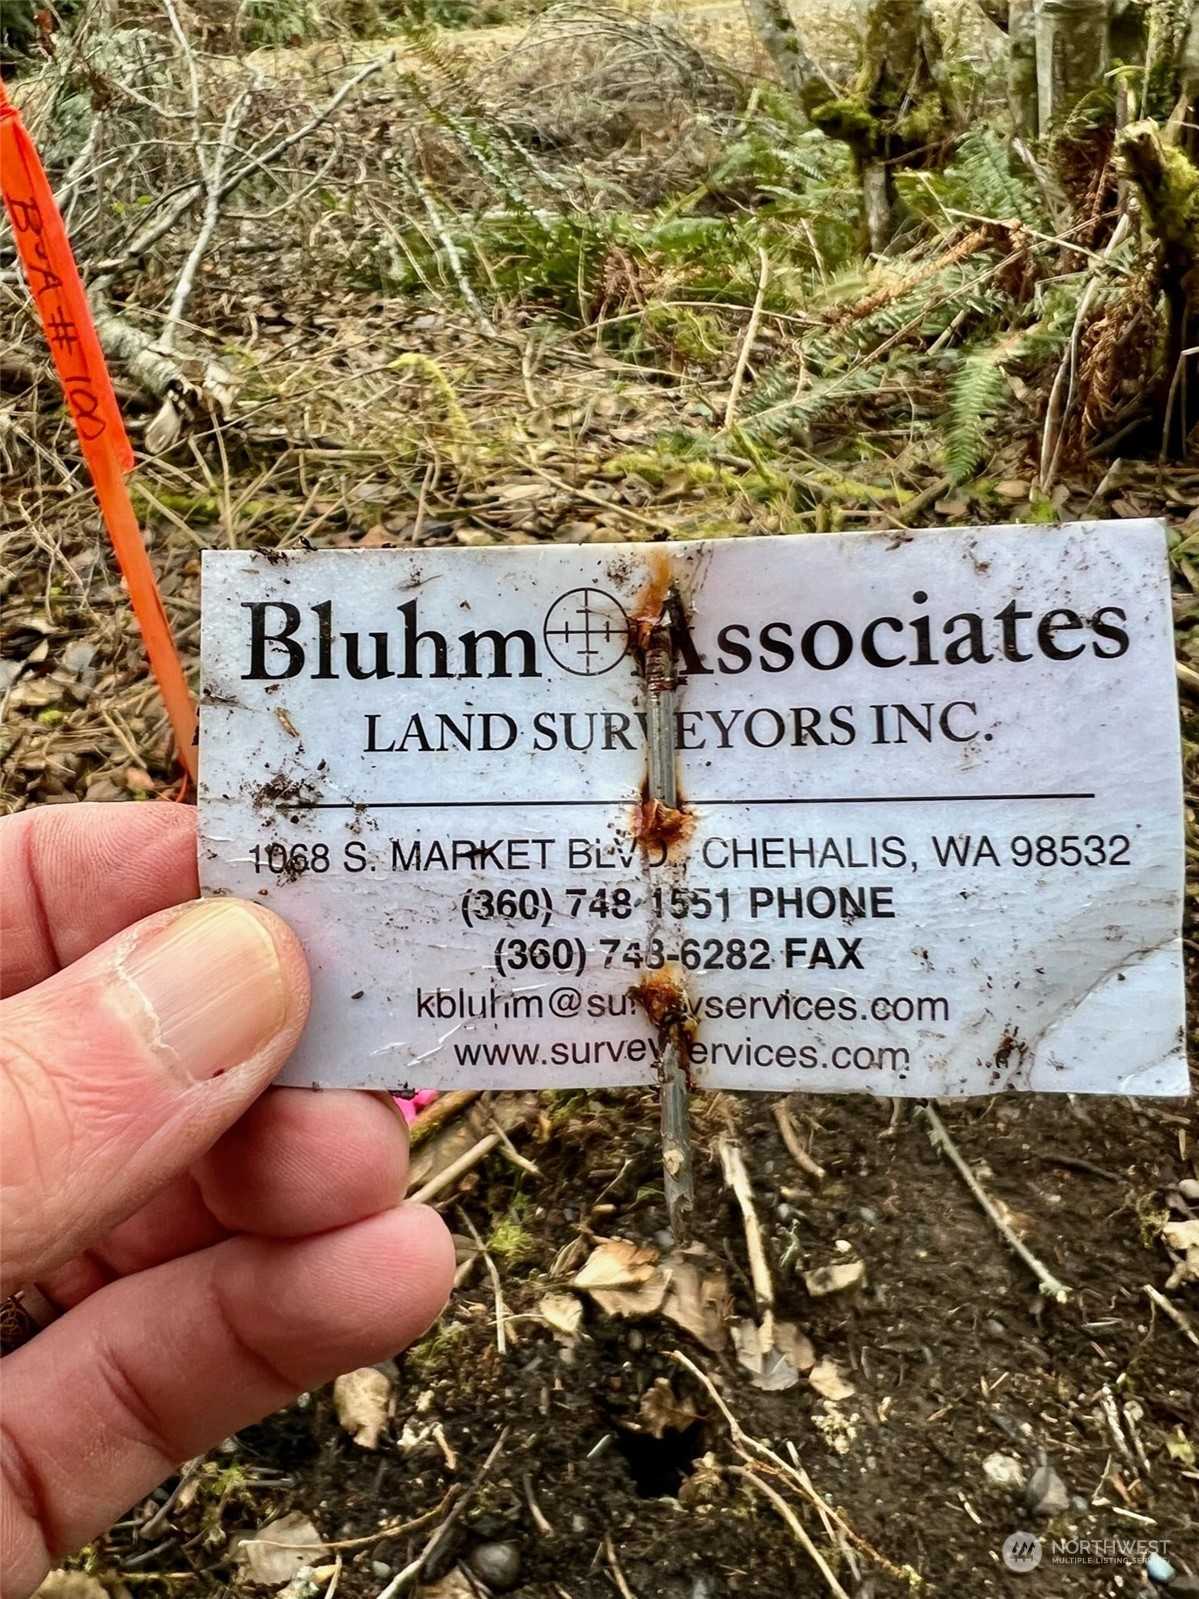 B&A # 100
Bluhm Associates
LAND SURVEYORS INC.
1068 S. MARKET BLVD., CHEHALIS, WA 98532
(360) 748-1551 PHONE
(360) 748-6282 FAX
kbluhm@surveyservices.com
www.surveyservices.com
NORTHWEST
MULTIPLE LISTING SERVICE